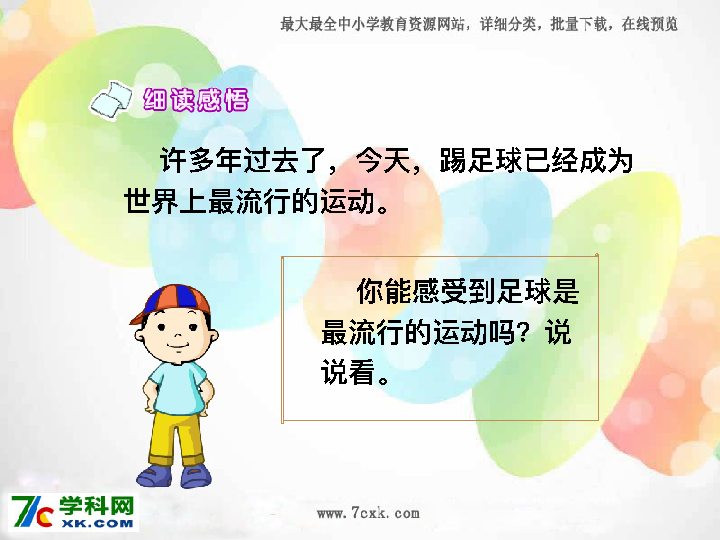 最大最全中小学教育资源网站，详细分类，批量下载，在线预览
细读感悟
许多年过去了，今天，踢足球已经成为
世界上最流行的运动。
你能感受到足球是
最流行的运动吗？说
说看。
7C学科网
XK.COM
www.7cxk.com